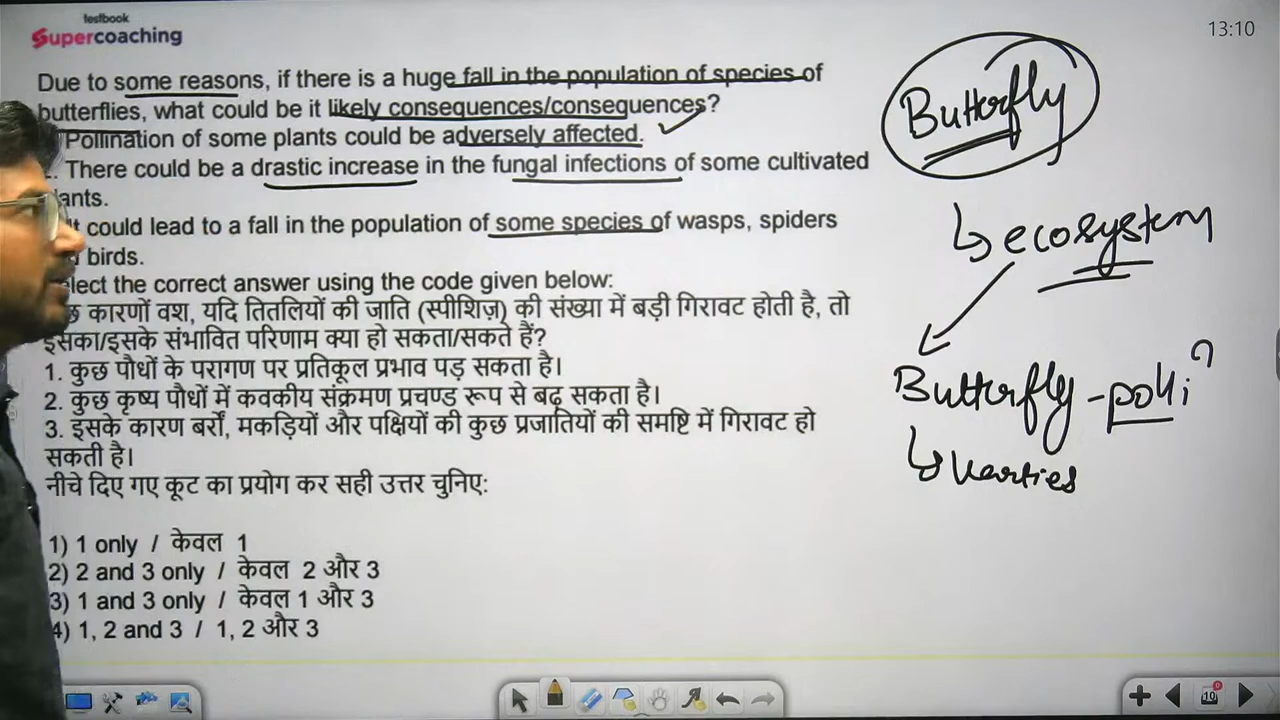 testbook
Supercoaching
13:10
Due to some reasons, if there is a huge fall in the population of species of
butterflies, what could be it likely consequences/consequences?
Pollination of some plants could be adversely affected.
. There could be a drastic increase in the fungal infections of some cultivated
lants.
t could lead to a fall in the population of some species of wasps, spiders
birds.
elect the correct answer using the code given below:
कारणों वश, यदि तितलियों की जाति (स्पीशिज़) की संख्या में बड़ी गिरावट होती है, तो
इसका/इसके संभावित परिणाम क्या हो सकता/सकते हैं?
1. कुछ पौधों के परागण पर प्रतिकूल प्रभाव पड़ सकता है।
2. कुछ कृष्य पौधों में कवकीय संक्रमण प्रचण्ड रूप से बढ़ सकता है।
3. इसके कारण बर्रों, मकड़ियों और पक्षियों की कुछ प्रजातियों की समष्टि में गिरावट हो
सकती है।
नीचे दिए गए कूट का प्रयोग कर सही उत्तर चुनिए:
1) 1 only / केवल 1
2) 2 and 3 only / केवल 2 और 3
3) 1 and 3 only / केवल 1 और 3
4) 1, 2 and 3 / 1, 2 और 3
Butterfly
ecosystem
Butterfly - polli ?
varties
19